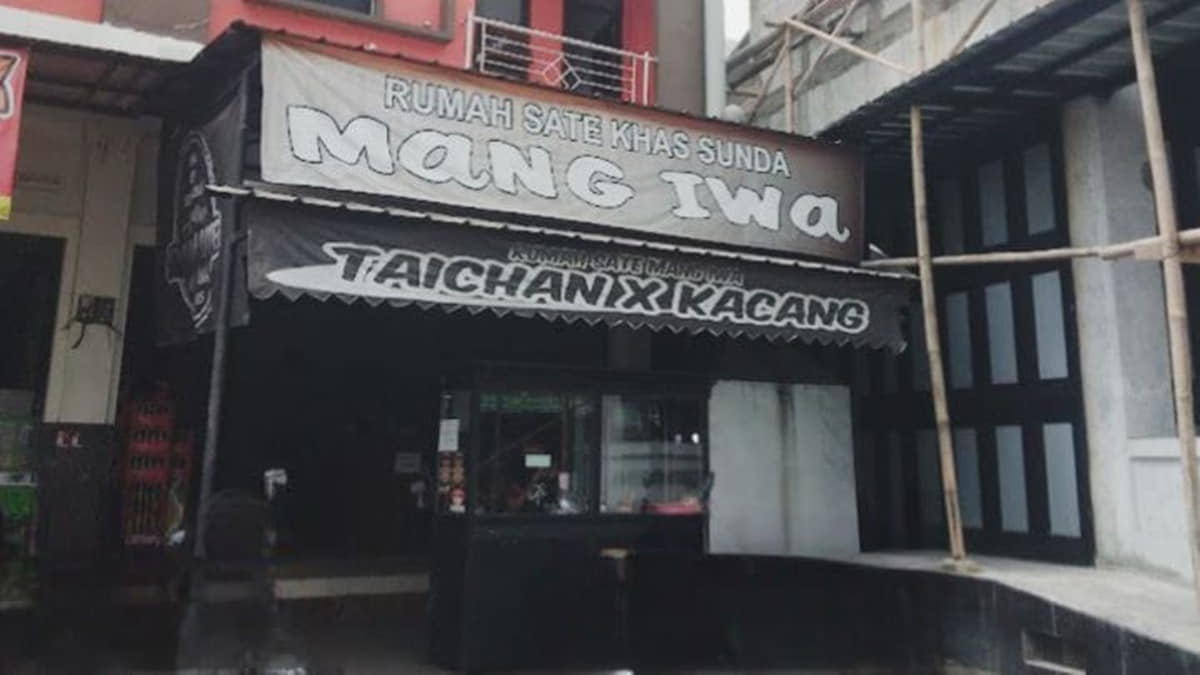 RUMAH SATE KHAS SUNDA
MANG IWA
RUMAH SATE MANG IWA
TAICHAN X KACANG